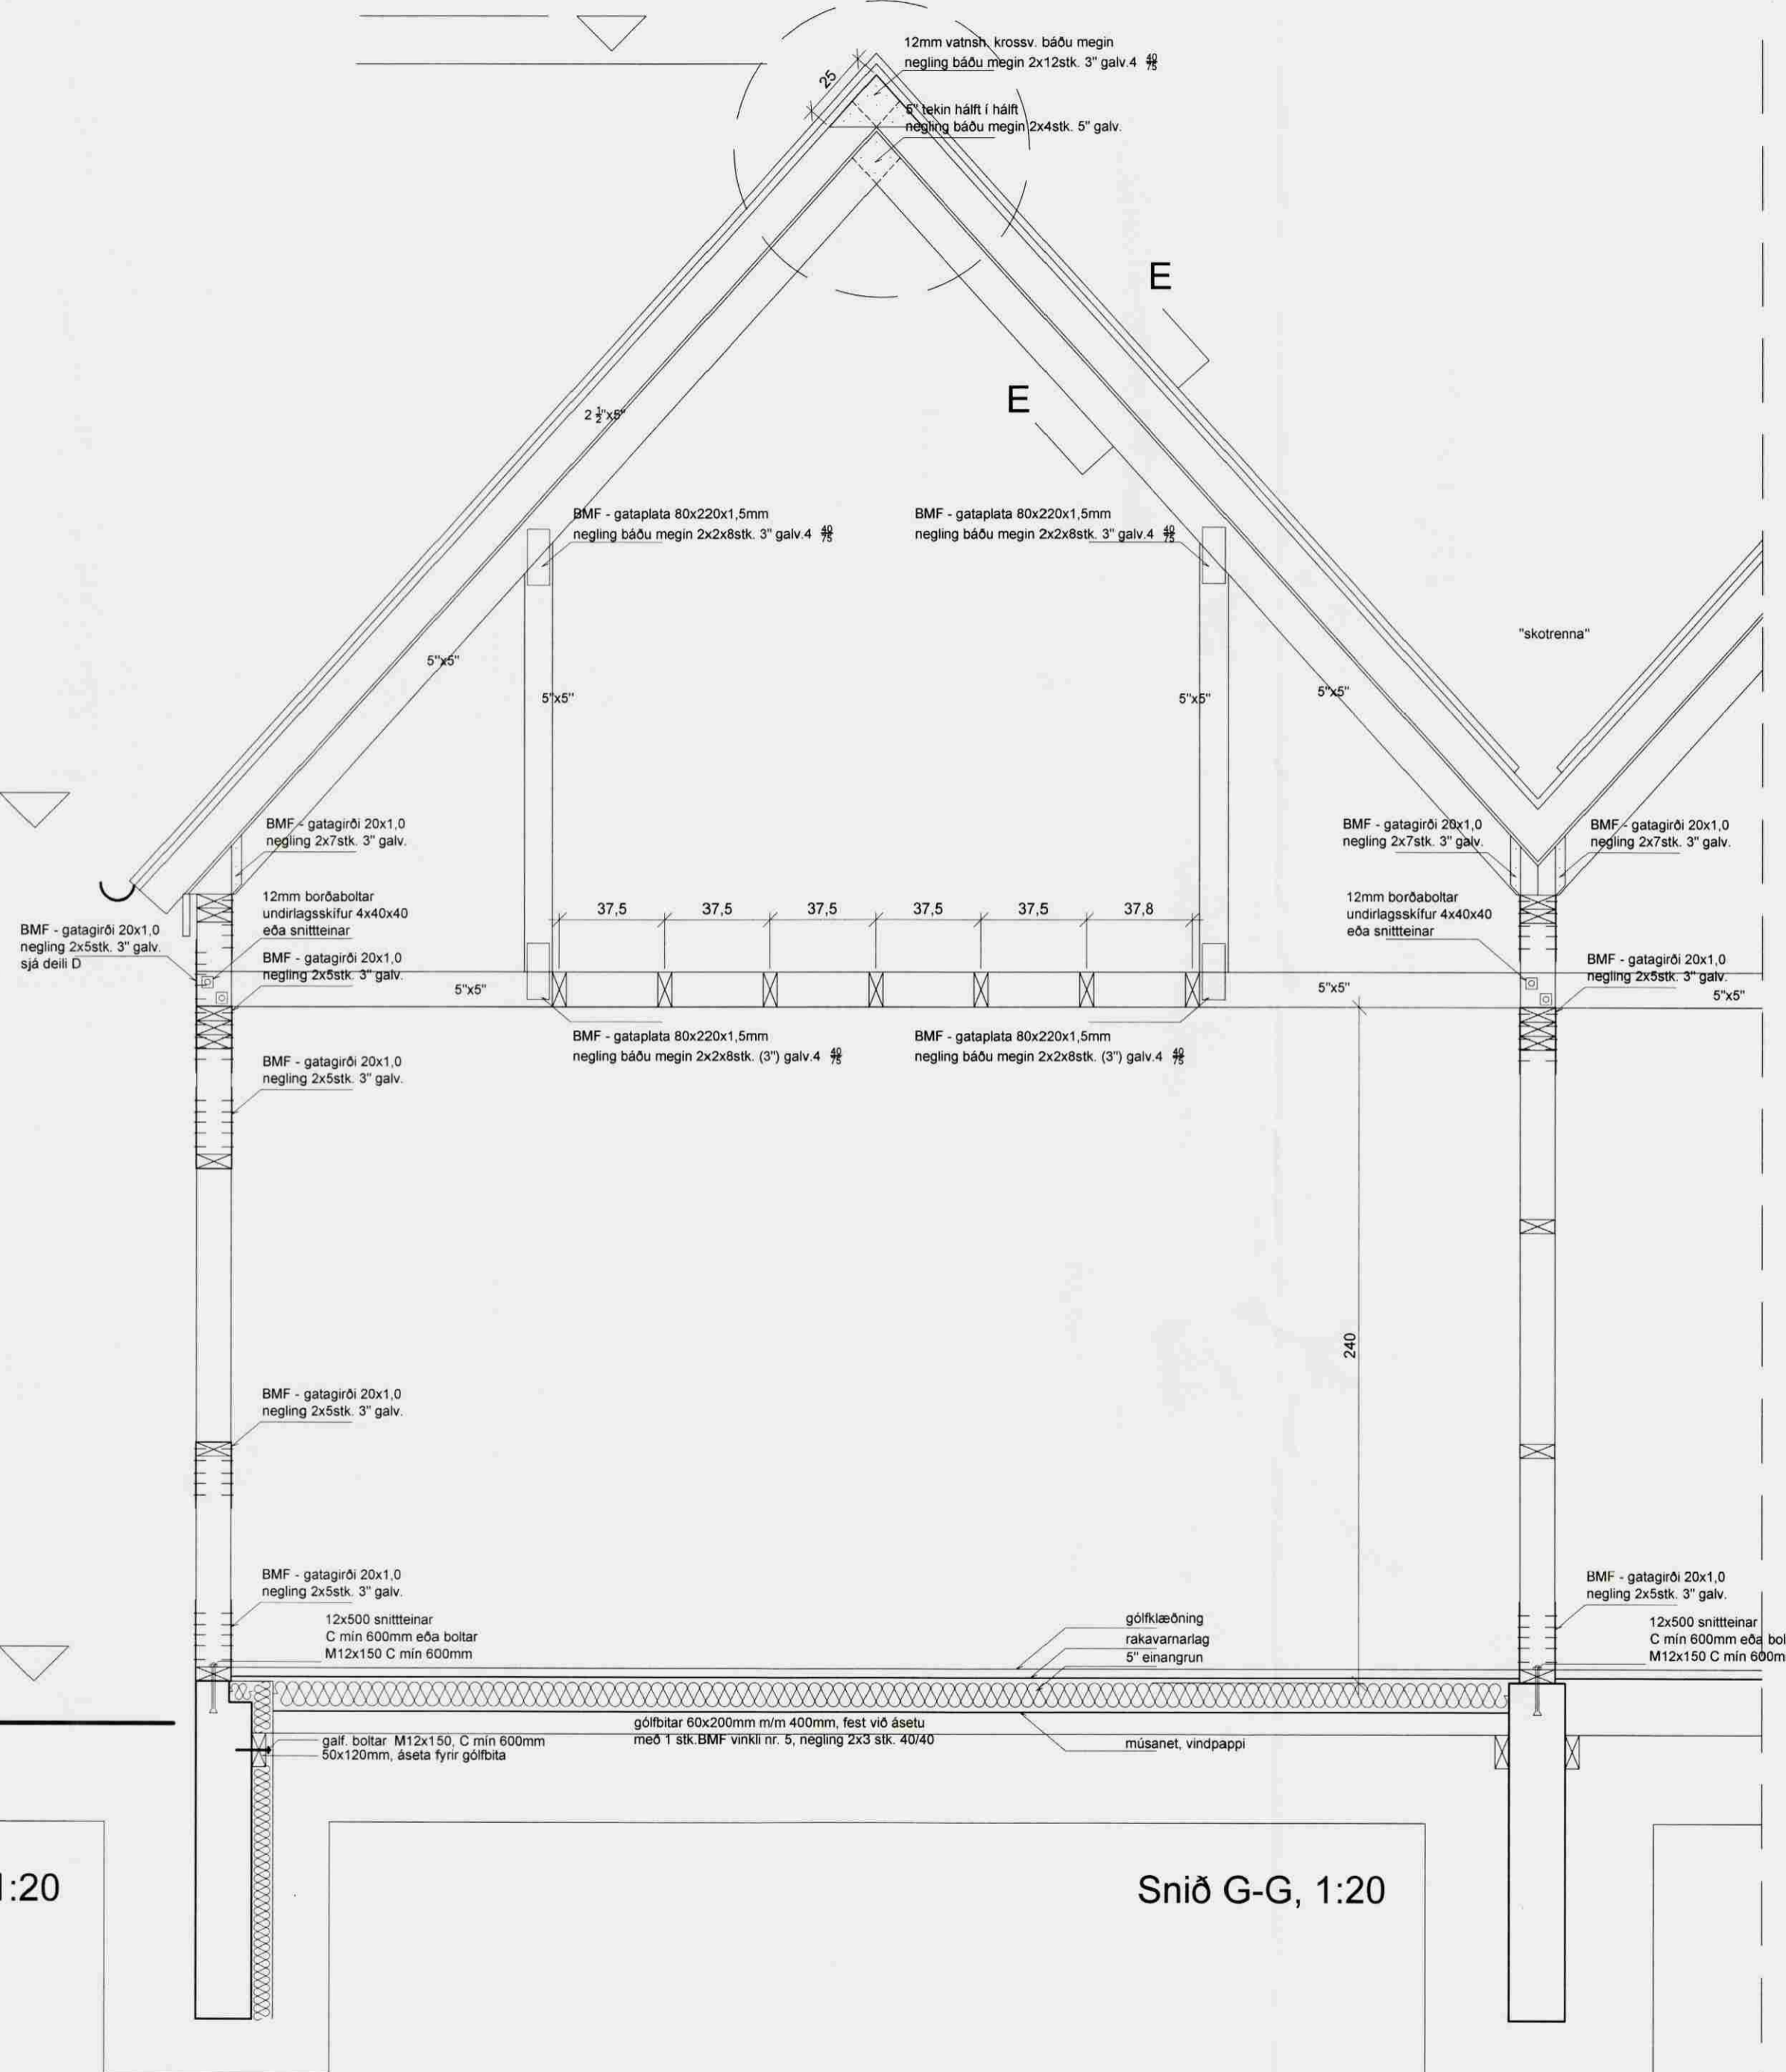 12mm vatnsh. krossv. báðu megin
negling báðu megin 2x12stk. 3" galv.4 40/75
25
5" tekin hálft í hálft
negling báðu megin 2x4stk. 5" galv.
E
E
2 1/2"x5"
BMF - gataplata 80x220x1,5mm
negling báðu megin 2x2x8stk. 3" galv.4 40/75
BMF - gataplata 80x220x1,5mm
negling báðu megin 2x2x8stk. 3" galv.4 40/75
"skotrenna"
5"x5"
5"x5"
5"x5"
5"x5"
BMF - gatagirði 20x1,0
negling 2x7stk. 3" galv.
BMF - gatagirði 20x1,0
negling 2x7stk. 3" galv.
BMF - gatagirði 20x1,0
negling 2x7stk. 3" galv.
12mm borðaboltar
undirlagsskífur 4x40x40
eða snittteinar
37,5
37,5
37,5
37,5
37,5
37,8
12mm borðaboltar
undirlagsskífur 4x40x40
eða snittteinar
BMF - gatagirði 20x1,0
negling 2x5stk. 3" galv.
sjá deili D
BMF - gatagirði 20x1,0
negling 2x5stk. 3" galv.
BMF - gatagirði 20x1,0
negling 2x5stk. 3" galv.
5"x5"
5"x5"
5"x5"
BMF - gataplata 80x220x1,5mm
negling báðu megin 2x2x8stk. (3") galv.4 40/75
BMF - gataplata 80x220x1,5mm
negling báðu megin 2x2x8stk. (3") galv.4 40/75
BMF - gatagirði 20x1,0
negling 2x5stk. 3" galv.
240
BMF - gatagirði 20x1,0
negling 2x5stk. 3" galv.
BMF - gatagirði 20x1,0
negling 2x5stk. 3" galv.
BMF - gatagirði 20x1,0
negling 2x5stk. 3" galv.
12x500 snittteinar
C mín 600mm eða boltar
M12x150 C mín 600mm
gólfklæðning
rakavarnarlag
5" einangrun
12x500 snittteinar
C mín 600mm eða bol
M12x150 C mín 600m
gólfbitar 60x200mm m/m 400mm, fest við ásetu
með 1 stk.BMF vinkli nr. 5, negling 2x3 stk. 40/40
galf. boltar M12x150, C mín 600mm
50x120mm, áseta fyrir gólfbita
músanet, vindpappi
1:20
Snið G-G, 1:20